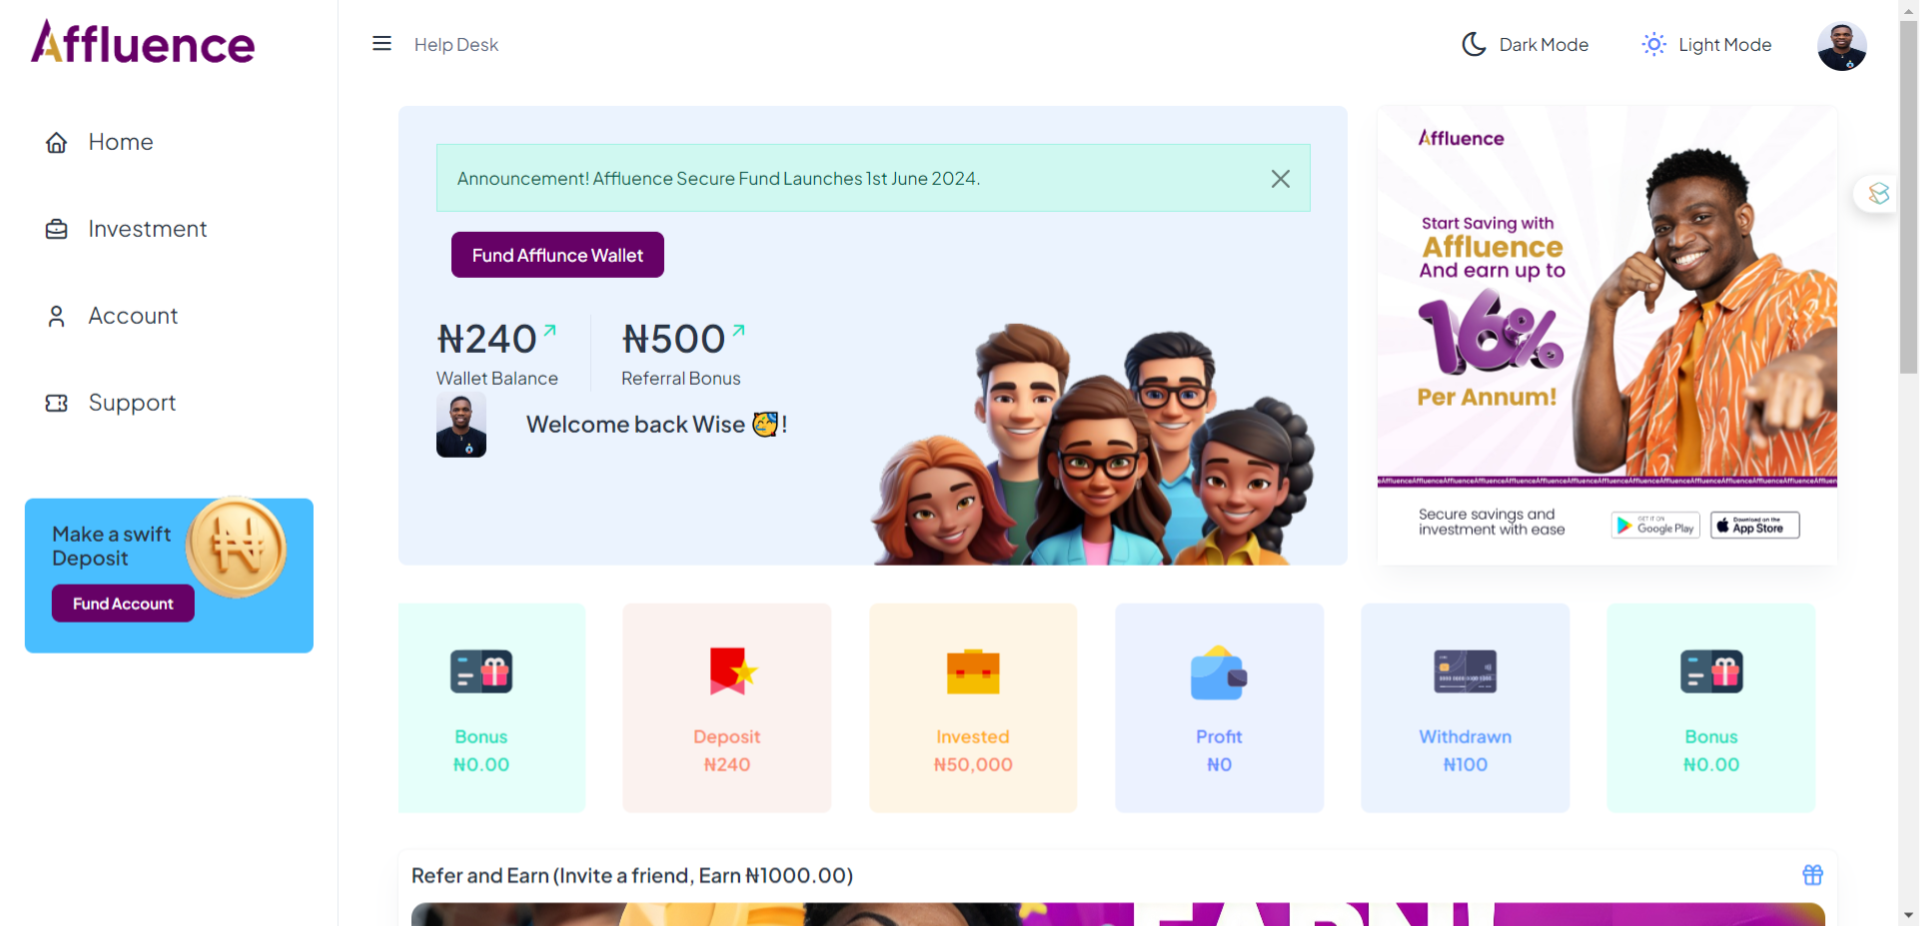 Affluence
Home
Investment
Account
Support
Make a swift
Deposit
Fund Account
Help Desk
Dark Mode
Light Mode
Announcement! Affluence Secure Fund Launches 1st June 2024.
Fund Afflunce Wallet
₦240
Wallet Balance
₦500
Referral Bonus
Welcome back Wise 🥳!
Affluence
Start Saving with
Affluence
And earn up to
16%
Per Annum!
AffluenceAffluenceAffluenceAffluenceAffluenceAffluenceAffluenceAffluenceAffluenceAffluenceAffluenceAffluenceAffluenceAffluence
Secure savings and
investment with ease
GET IT ON
Google Play
Download on the
App Store
Bonus
₦0.00
Deposit
₦240
Invested
₦50,000
Profit
₦0
Withdrawn
₦100
Bonus
₦0.00
Refer and Earn (Invite a friend, Earn ₦1000.00)
EARN!